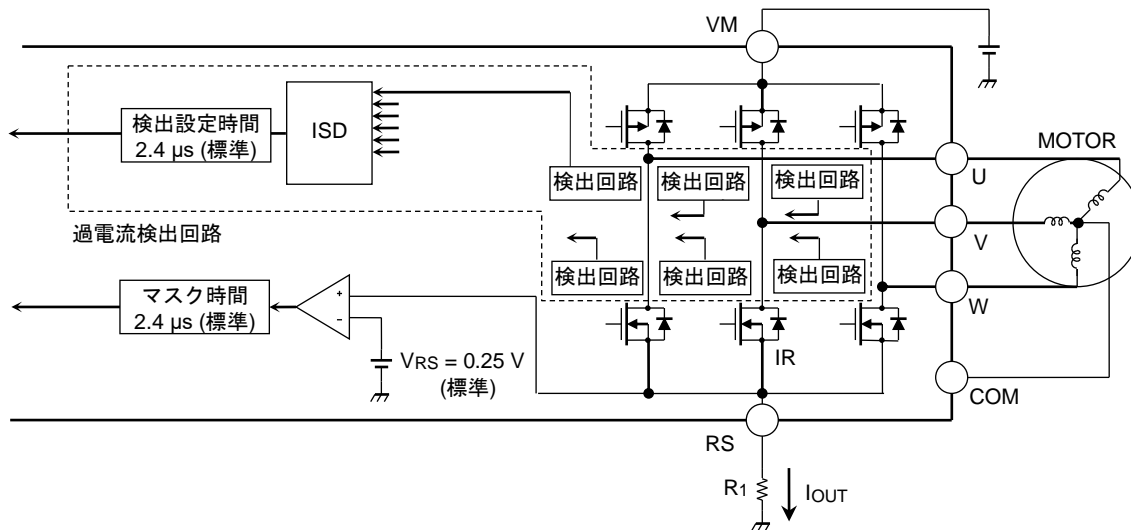 VM
検出設定時間
2.4 µs (標準)
ISD
MOTOR
U
検出回路
検出回路
検出回路
V
過電流検出回路
検出回路
検出回路
検出回路
マスク時間
2.4 µs (標準)
+
−
W
VRS = 0.25 V
(標準)
IR
COM
RS
R1
IOUT